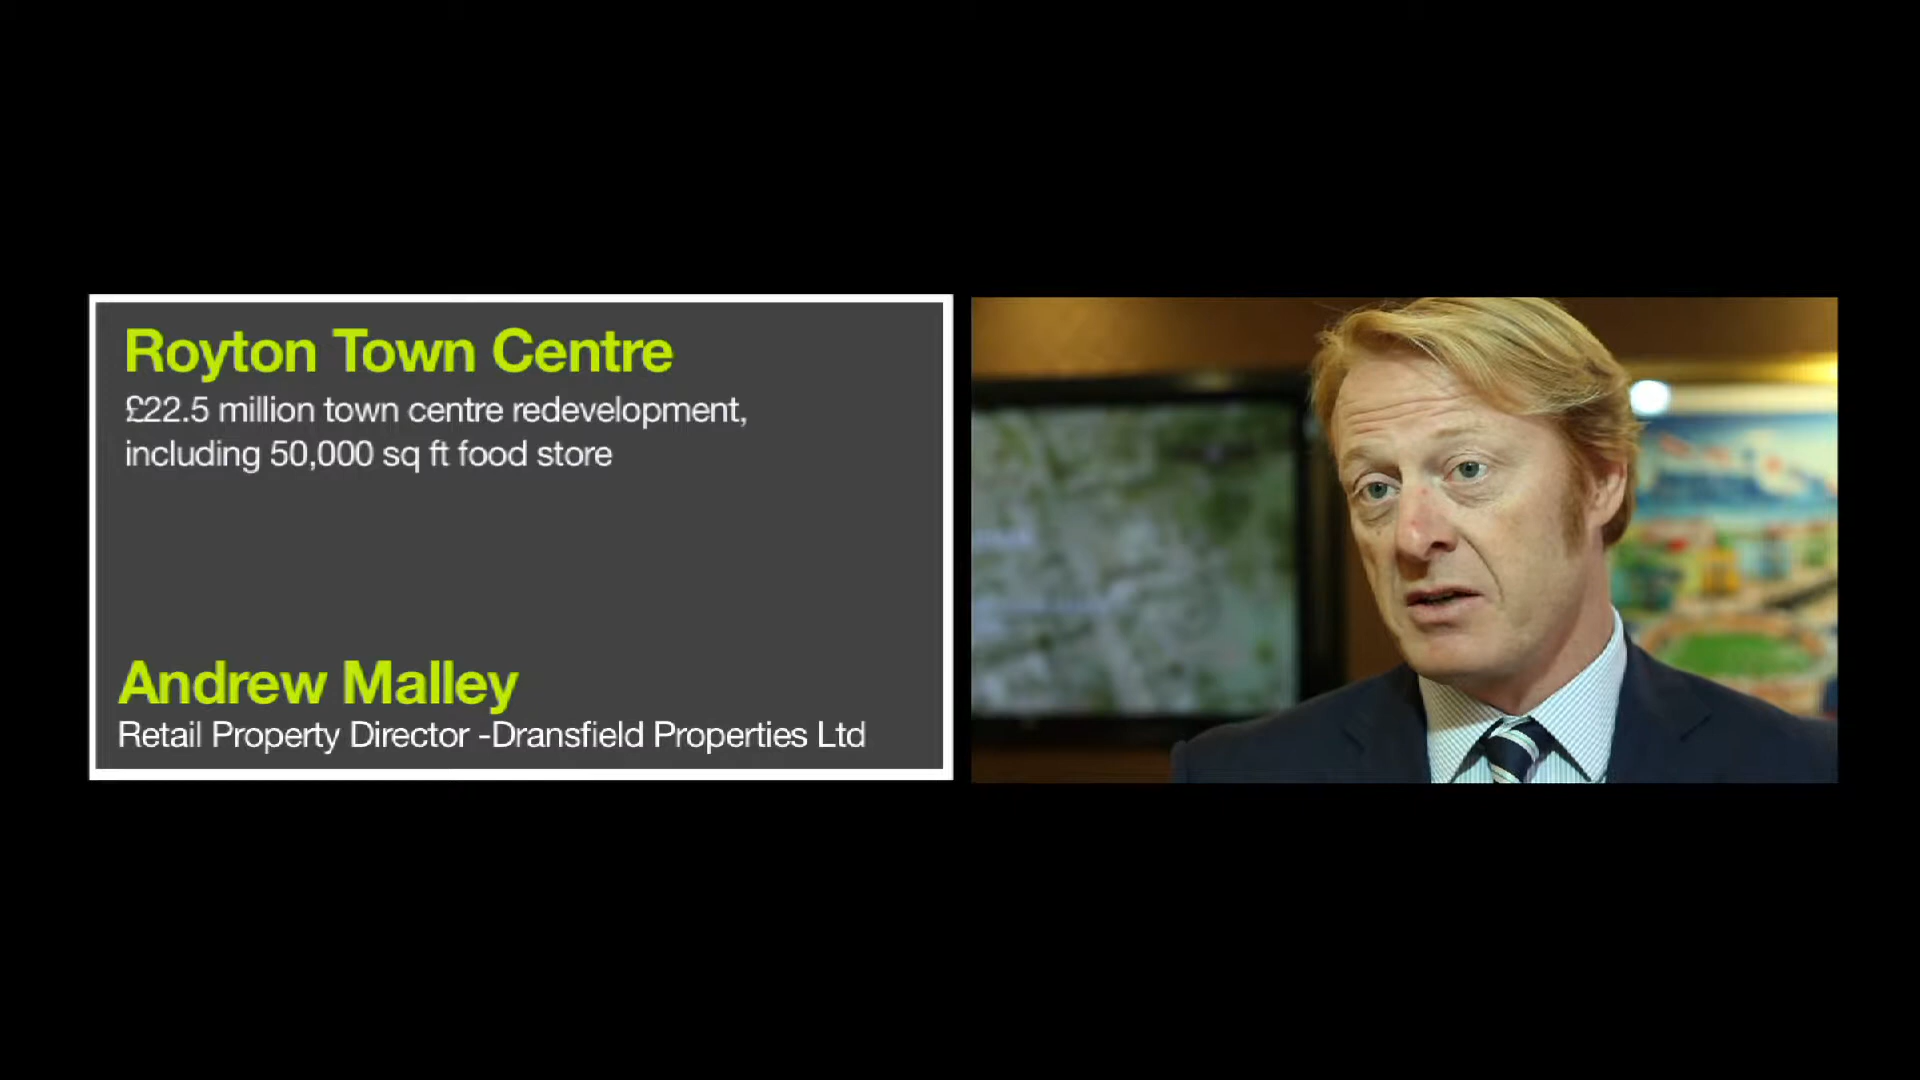 Royton Town Centre
£22.5 million town centre redevelopment,
including 50,000 sq ft food store
Andrew Malley
Retail Property Director -Dransfield Properties Ltd